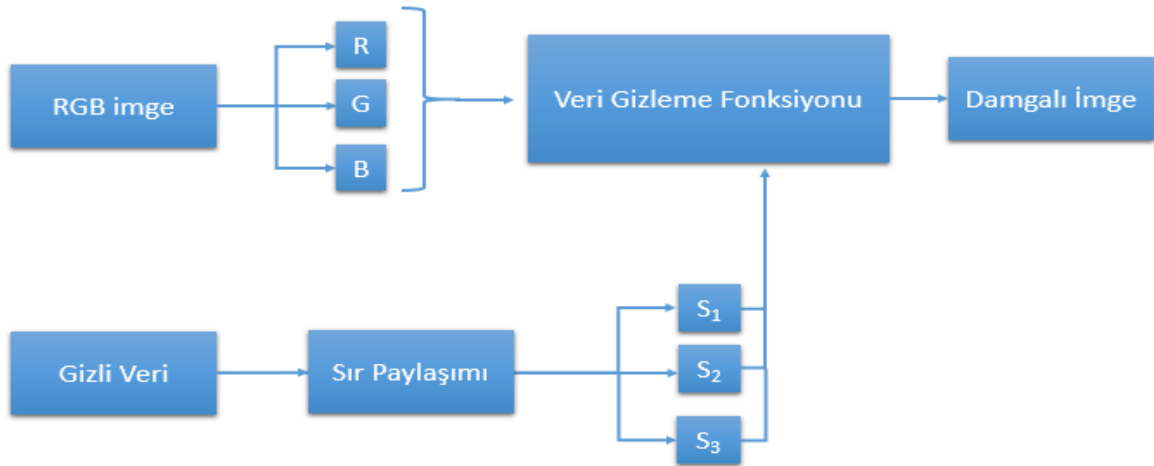 RGB imge
R
G
B
Veri Gizleme Fonksiyonu
Damgalı İmge
Gizli Veri
Sır Paylaşımı
S₁
S₂
S₃